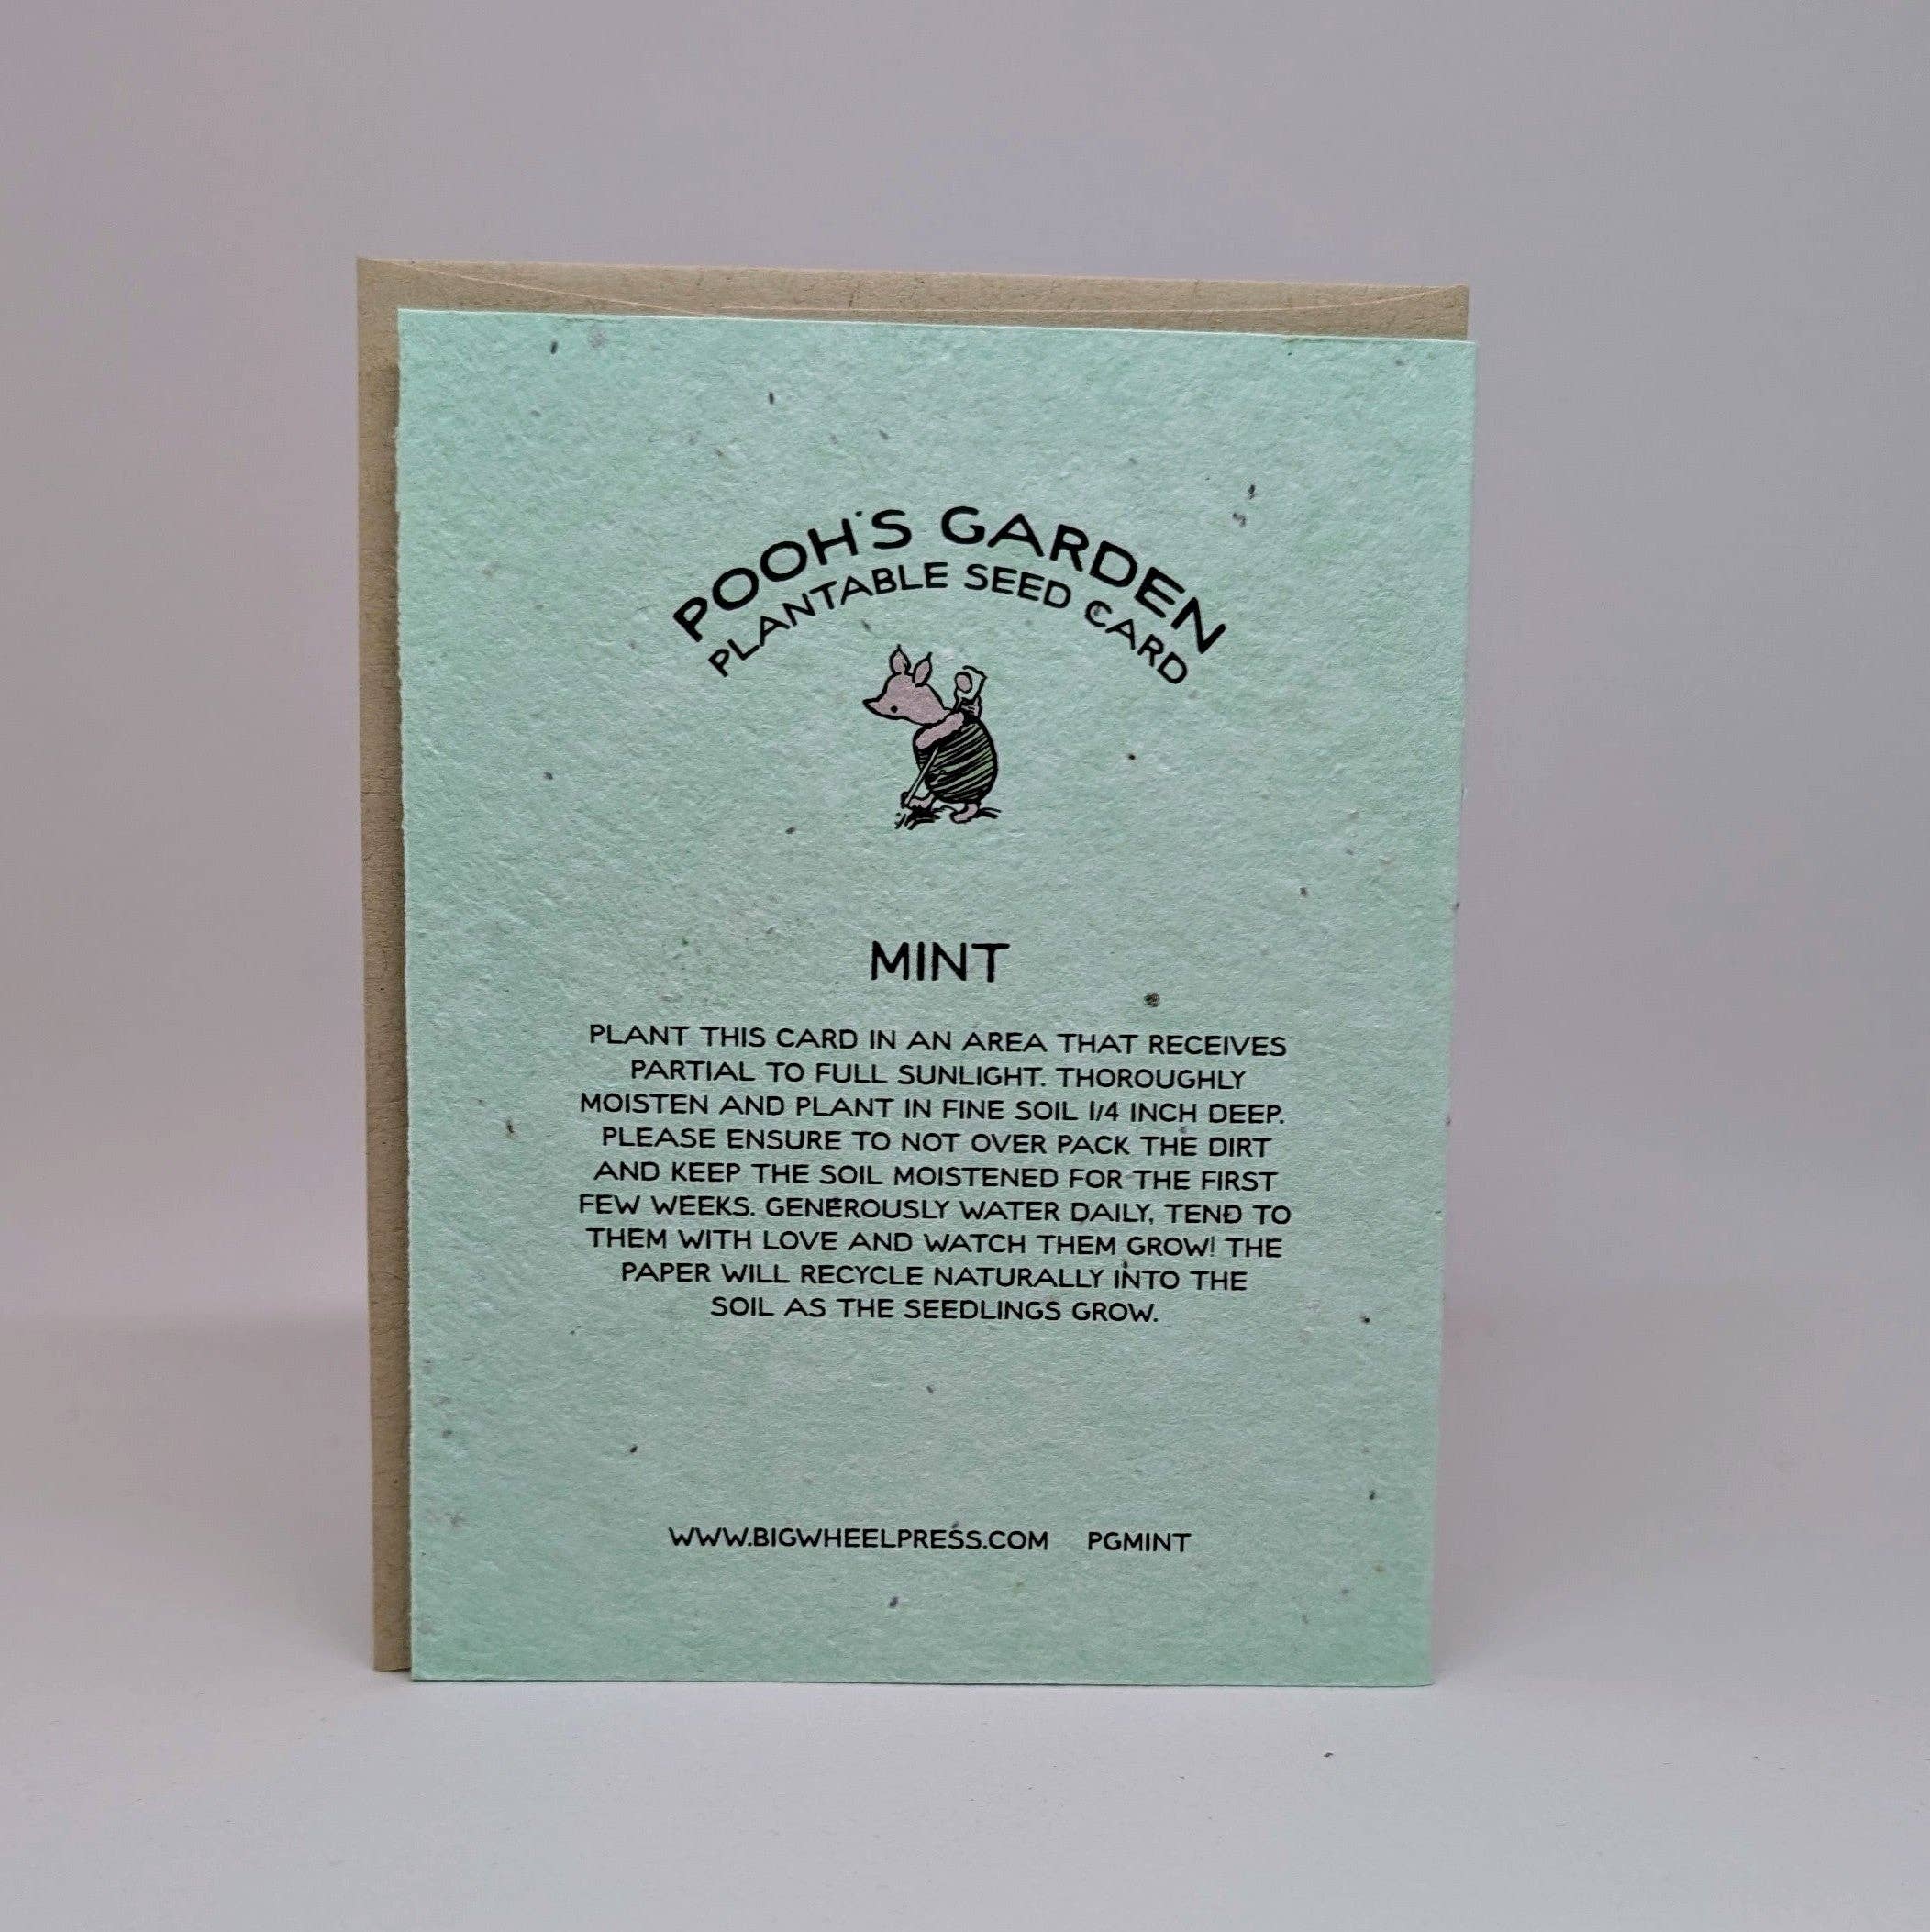 POOH'S GARDEN
PLANTABLE SEED CARD
MINT
PLANT THIS CARD IN AN AREA THAT RECEIVES
PARTIAL TO FULL SUNLIGHT. THOROUGHLY
MOISTEN AND PLANT IN FINE SOIL 1/4 INCH DEEP.
PLEASE ENSURE TO NOT OVER PACK THE DIRT
AND KEEP THE SOIL MOISTENED FOR THE FIRST
FEW WEEKS. GENEROUSLY WATER DAILY, TEND TO
THEM WITH LOVE AND WATCH THEM GROW! THE
PAPER WILL RECYCLE NATURALLY INTO THE
SOIL AS THE SEEDLINGS GROW.
WWW.BIGWHEELPRESS.COM PGMINT